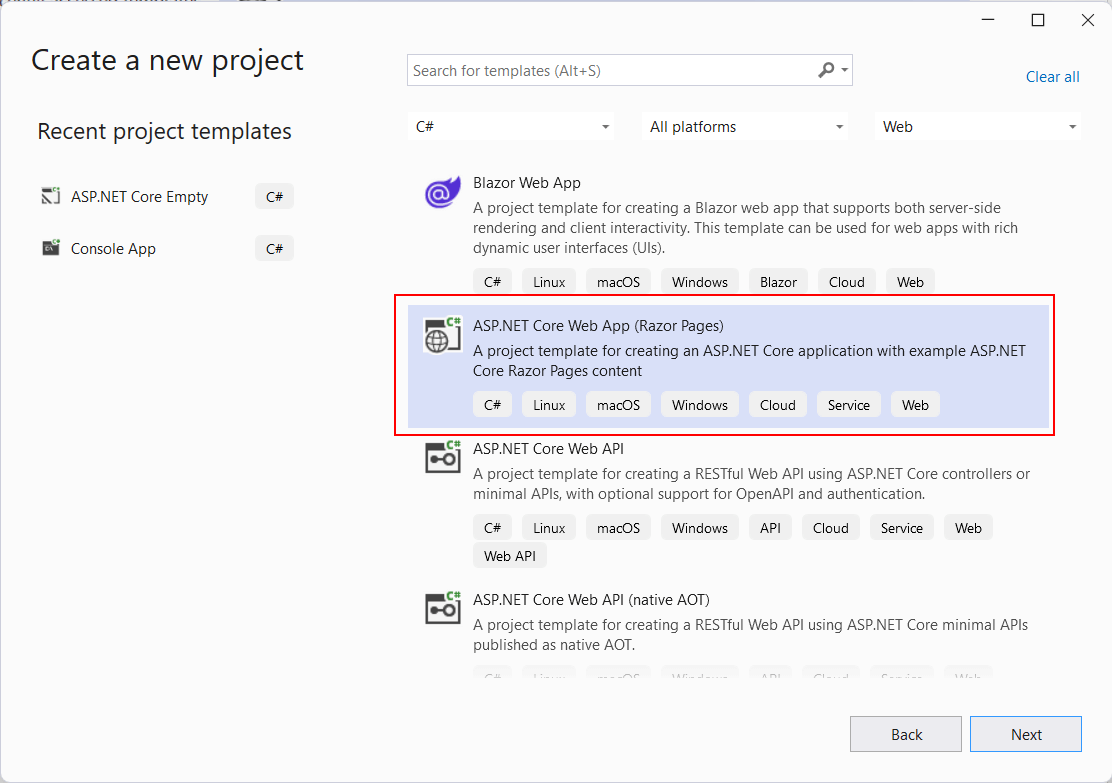 Create a new project
Search for templates (Alt+S)
Clear all
Recent project templates
C#
All platforms
Web
ASP.NET Core Empty
C#
Console App
C#
Blazor Web App
A project template for creating a Blazor web app that supports both server-side
rendering and client interactivity. This template can be used for web apps with rich
dynamic user interfaces (UIs).
C# Linux macOS Windows Blazor Cloud Web
ASP.NET Core Web App (Razor Pages)
A project template for creating an ASP.NET Core application with example ASP.NET
Core Razor Pages content
C# Linux macOS Windows Cloud Service Web
ASP.NET Core Web API
A project template for creating a RESTful Web API using ASP.NET Core controllers or
minimal APIs, with optional support for OpenAPI and authentication.
C# Linux macOS Windows API Cloud Service Web
Web API
ASP.NET Core Web API (native AOT)
A project template for creating a RESTful Web API using ASP.NET Core minimal APIs
published as native AOT.
C# Linux macOS Windows API Cloud Service Web
Back
Next